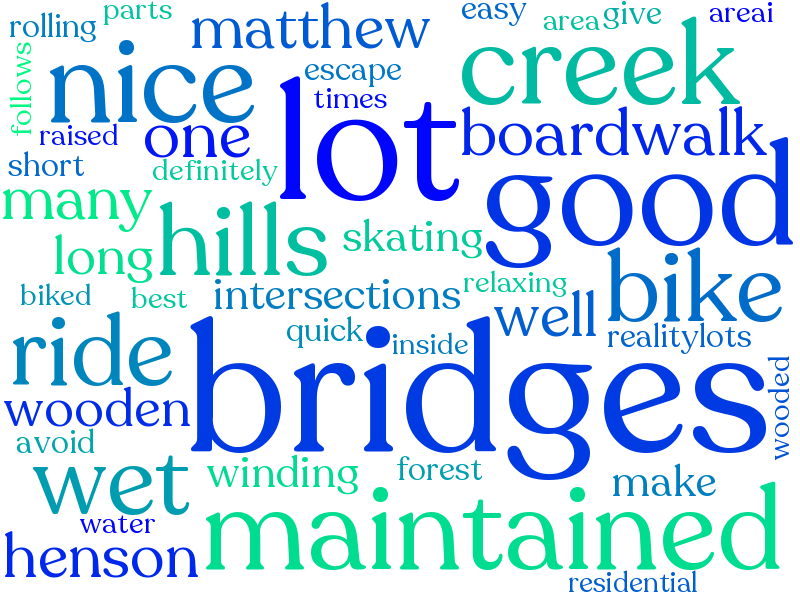 parts
easy
give
areai
rolling
matthew
area
nice
creek
follows
escape
times
lot
raised
one
boardwalk
short
definitely
good
many
hills
skating
long
bike
relaxing
biked
best
intersections
well
ride
quick
inside
realitylots
bridges
wooden
wooded
avoid
wet
winding
forest
make
water
maintained
henson
residential